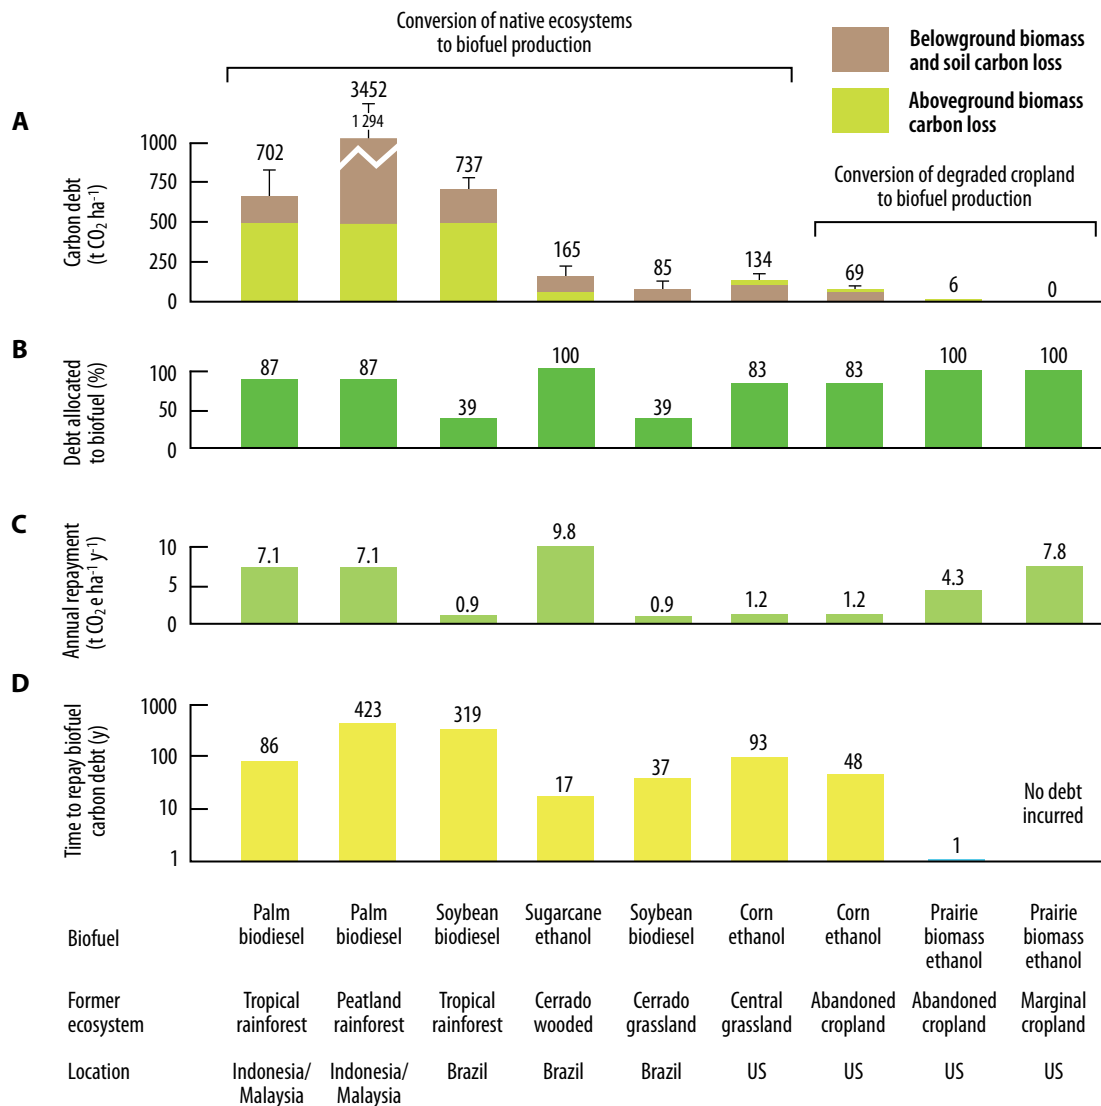 Conversion of native ecosystems
to biofuel production
Belowground biomass
and soil carbon loss
Aboveground biomass
carbon loss
Conversion of degraded cropland
to biofuel production
A
Carbon debt
(t CO₂ ha⁻¹)
1000
750
500
250
0
702
3452
1 294
737
165
85
134
69
6
0
B
Debt allocated
to biofuel (%)
100
50
0
87
87
39
100
39
83
83
100
100
C
Annual repayment
(t CO₂ e ha⁻¹ y⁻¹)
10
5
0
7.1
7.1
0.9
9.8
0.9
1.2
1.2
4.3
7.8
D
Time to repay biofuel
carbon debt (y)
1000
100
10
1
86
423
319
17
37
93
48
1
No debt
incurred
Biofuel
Palm
biodiesel
Palm
biodiesel
Soybean
biodiesel
Sugarcane
ethanol
Soybean
biodiesel
Corn
ethanol
Corn
ethanol
Prairie
biomass
ethanol
Prairie
biomass
ethanol
Former
ecosystem
Tropical
rainforest
Peatland
rainforest
Tropical
rainforest
Cerrado
wooded
Cerrado
grassland
Central
grassland
Abandoned
cropland
Abandoned
cropland
Marginal
cropland
Location
Indonesia/
Malaysia
Indonesia/
Malaysia
Brazil
Brazil
Brazil
US
US
US
US